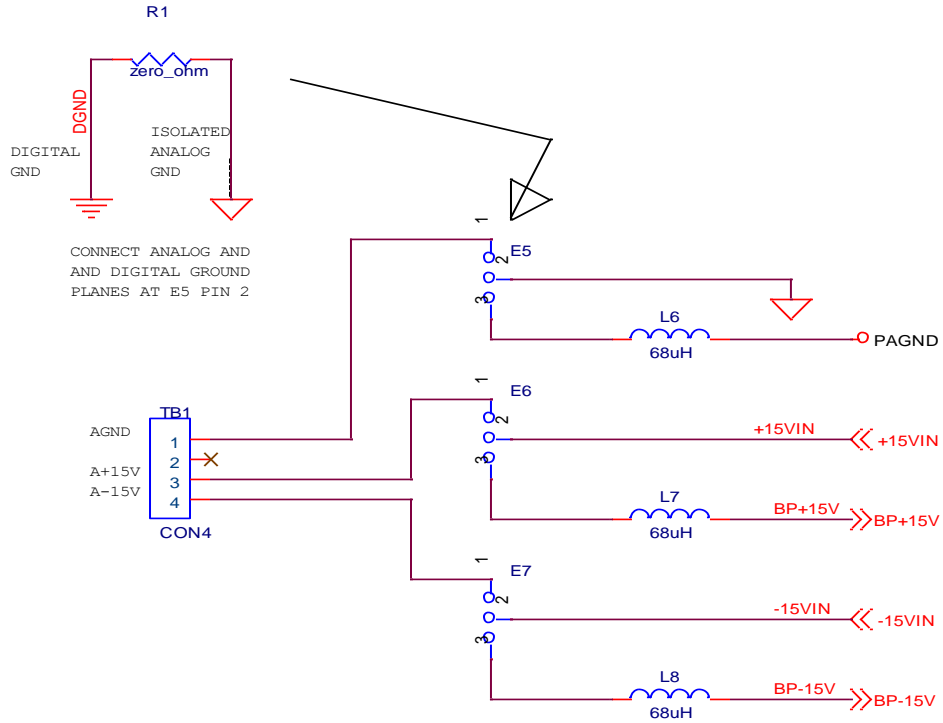 R1
zero_ohm
DGND
DIGITAL
GND
ISOLATED
ANALOG
GND
CONNECT ANALOG AND
AND DIGITAL GROUND
PLANES AT E5 PIN 2
1
E5
2
3
L6
68uH
PAGND
1
E6
2
3
+15VIN
+15VIN
L7
68uH
BP+15V
BP+15V
TB1
AGND
1
2
A+15V
3
A-15V
4
CON4
1
E7
2
3
-15VIN
-15VIN
L8
68uH
BP-15V
BP-15V